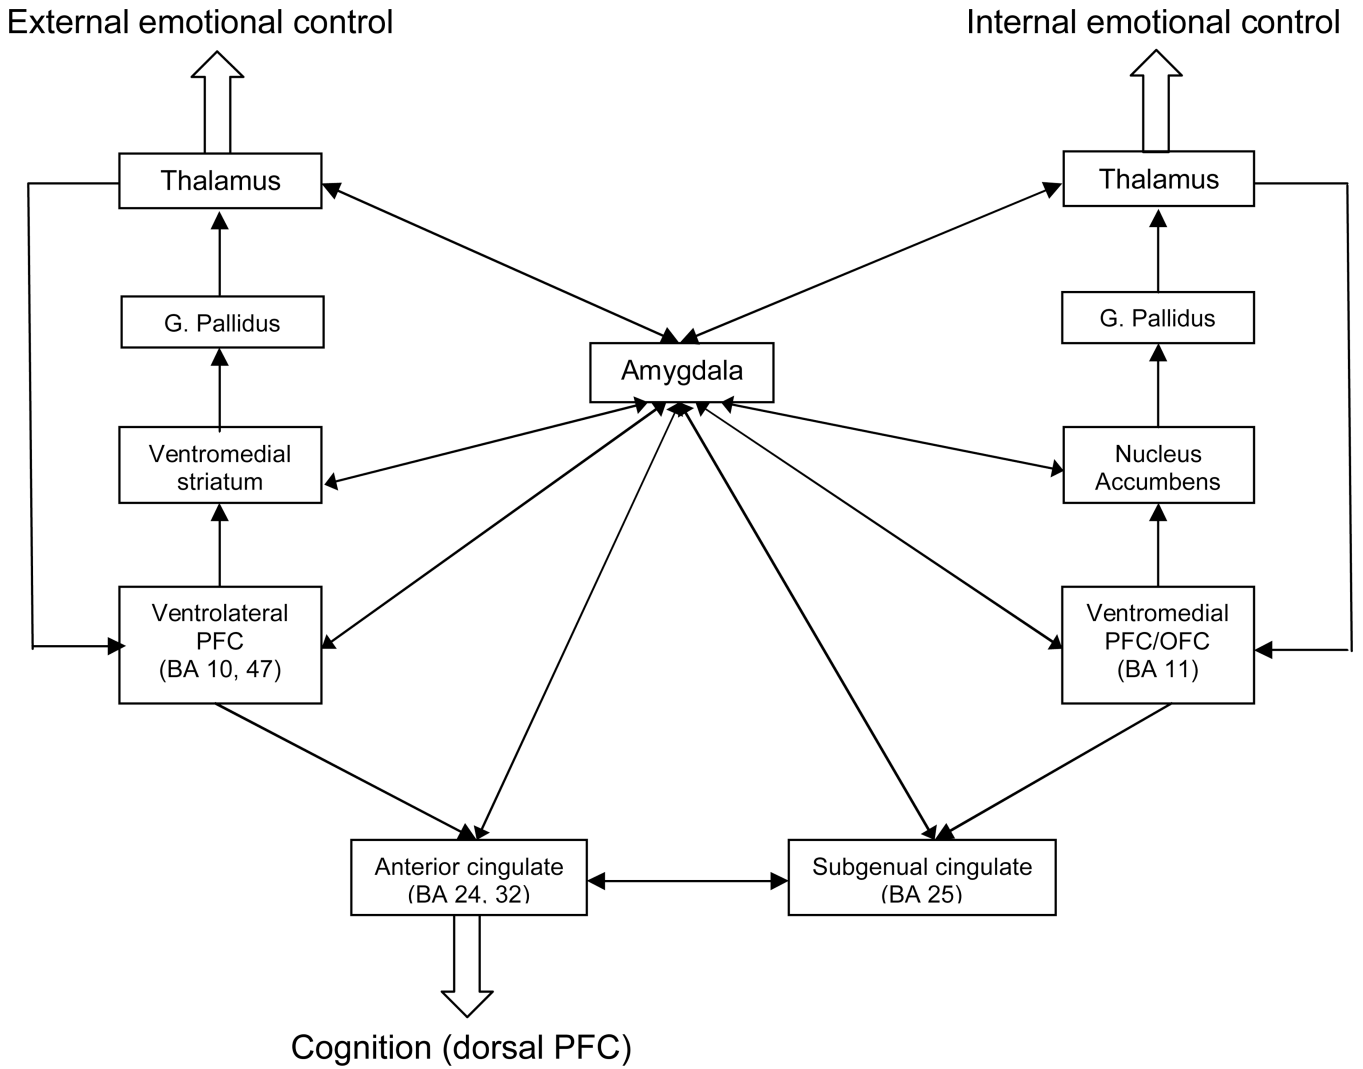 External emotional control
Internal emotional control
Thalamus
Thalamus
G. Pallidus
G. Pallidus
Amygdala
Ventromedial
striatum
Nucleus
Accumbens
Ventrolateral
PFC
(BA 10, 47)
Ventromedial
PFC/OFC
(BA 11)
Anterior cingulate
(BA 24, 32)
Subgenual cingulate
(BA 25)
Cognition (dorsal PFC)